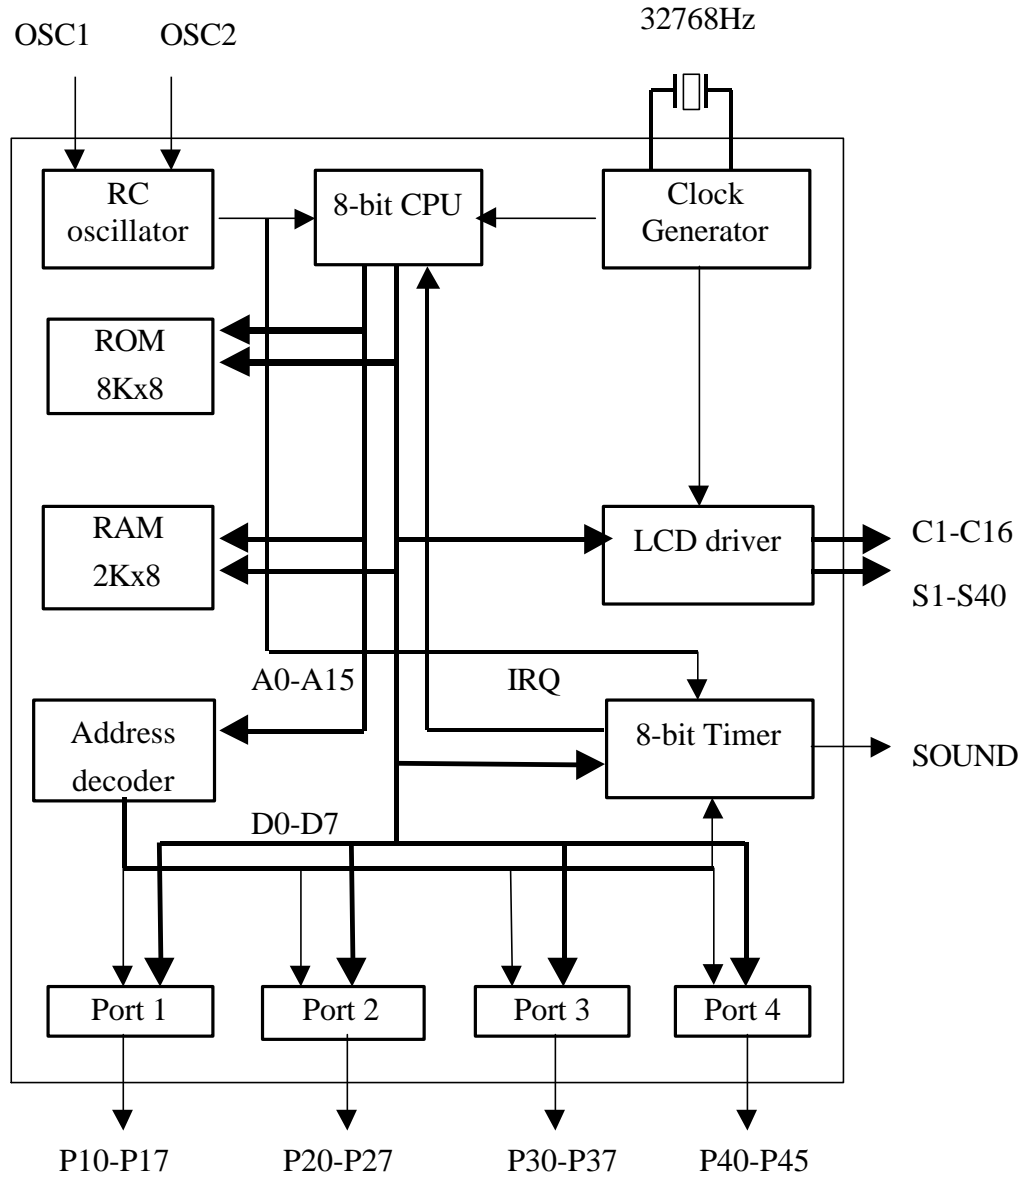 32768Hz
OSC1 OSC2
RC
oscillator
8-bit CPU
Clock
Generator
ROM
8Kx8
RAM
2Kx8
LCD driver
C1-C16
S1-S40
A0-A15
IRQ
Address
decoder
8-bit Timer
SOUND
D0-D7
Port 1
Port 2
Port 3
Port 4
P10-P17
P20-P27
P30-P37
P40-P45